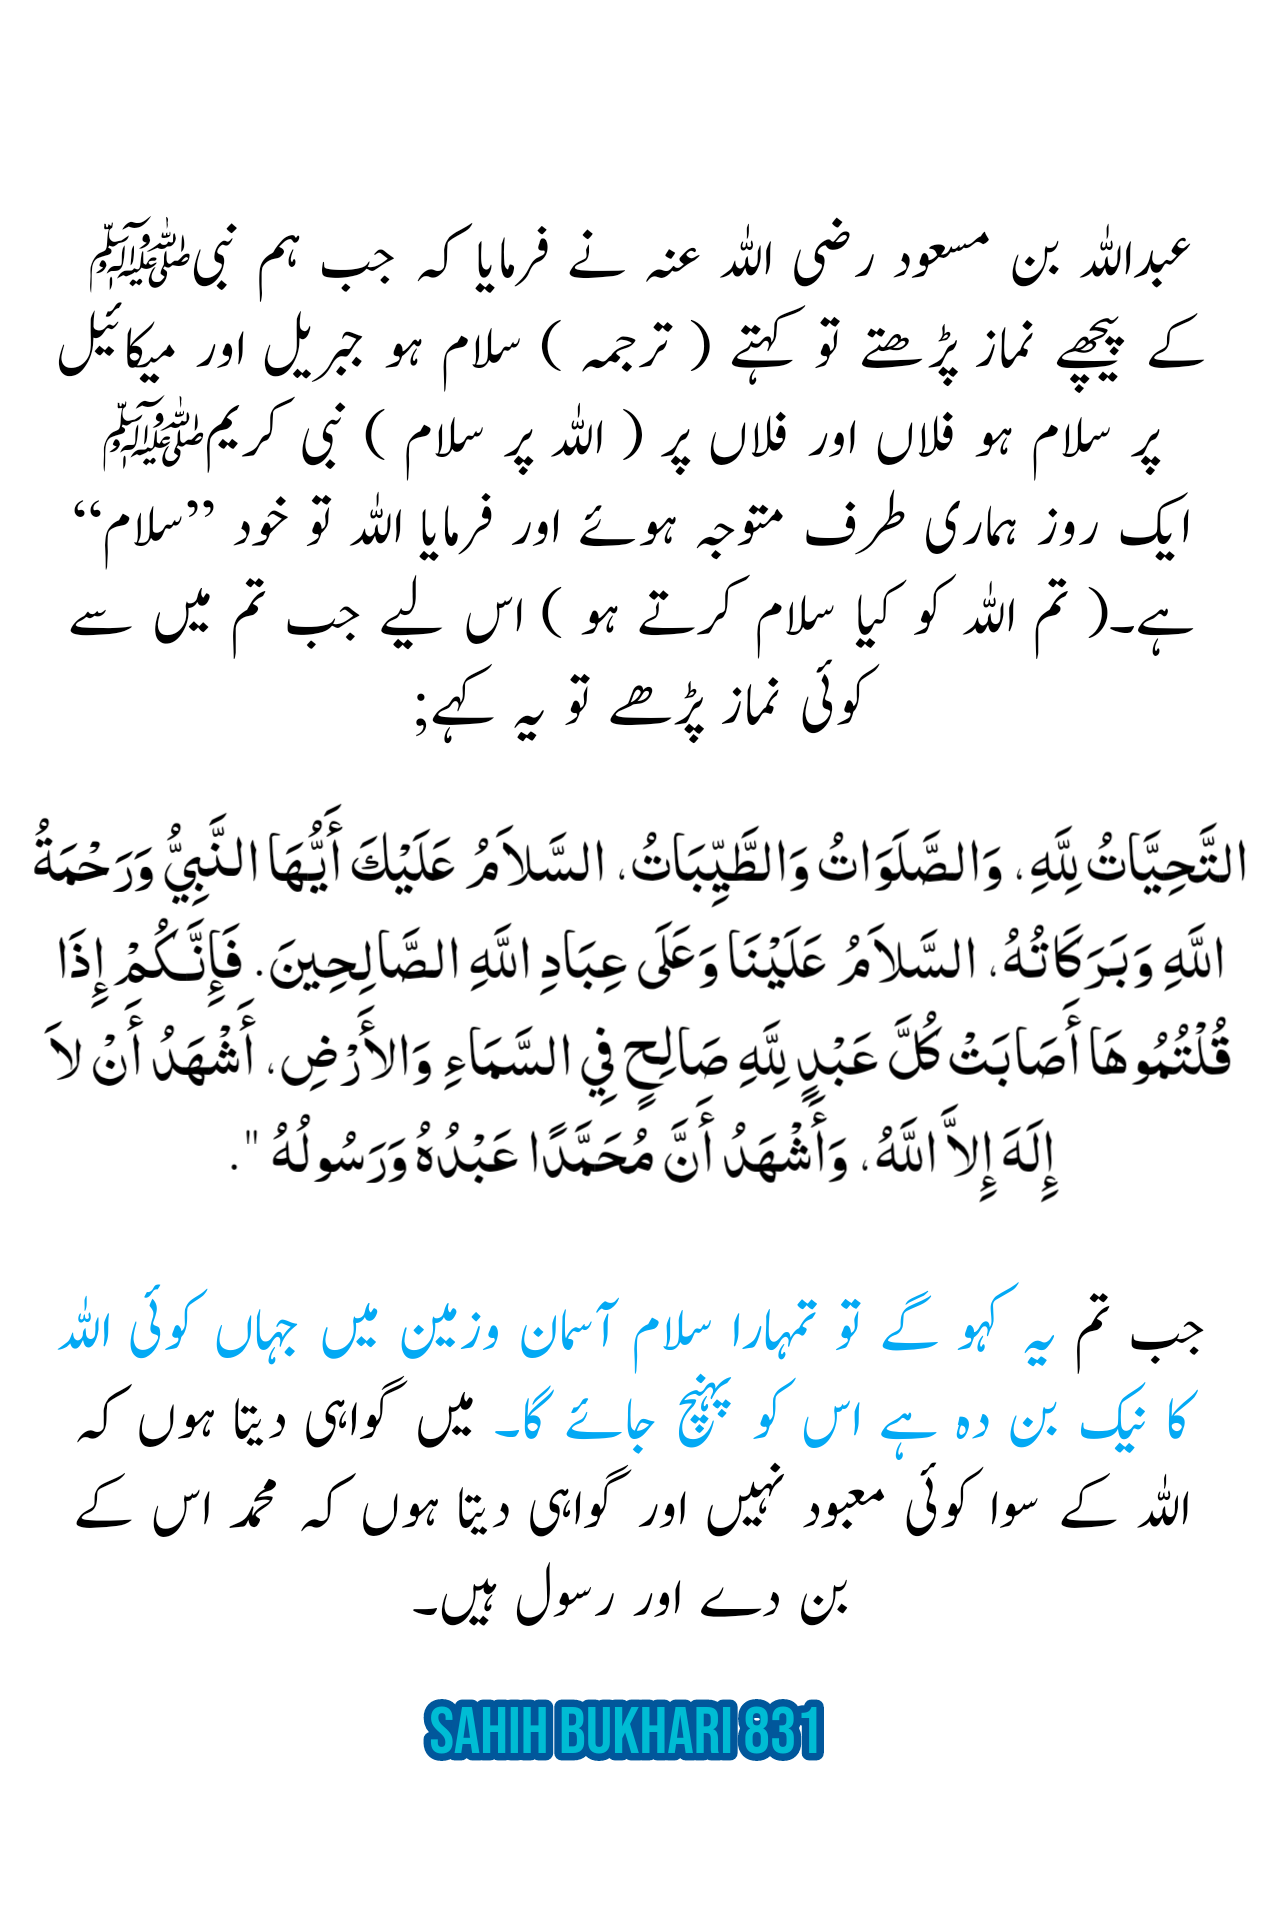 عبداللہ بن مسعود رضی اللہ عنہ نے فرمایا کہ جب ہم نبیﷺ
کے پیچھے نماز پڑھتے تو کہتے ( ترجمہ ) سلام ہو جبریل اور میکائیل
پر سلام ہو فلاں اور فلاں پر ( اللہ پر سلام ) نبی کریمﷺ
ایک روز ہماری طرف متوجہ ہوئے اور فرمایا اللہ تو خود ”سلام“
ہے۔( تم اللہ کو کیا سلام کرتے ہو ) اس لیے جب تم میں سے
کوئی نماز پڑھے تو یہ کہے;
التَّحِيَّاتُ لِلَّهِ، وَالصَّلَوَاتُ وَالطَّيِّبَاتُ، السَّلاَمُ عَلَيْكَ أَيُّهَا النَّبِيُّ وَرَحْمَةُ
اللَّهِ وَبَرَكَاتُهُ، السَّلاَمُ عَلَيْنَا وَعَلَى عِبَادِ اللَّهِ الصَّالِحِينَ‏.‏ فَإِنَّكُمْ إِذَا
قُلْتُمُوهَا أَصَابَتْ كُلَّ عَبْدٍ لِلَّهِ صَالِحٍ فِي السَّمَاءِ وَالأَرْضِ، أَشْهَدُ أَنْ لاَ
إِلَهَ إِلاَّ اللَّهُ، وَأَشْهَدُ أَنَّ مُحَمَّدًا عَبْدُهُ وَرَسُولُهُ ".
جب تم یہ کہو گے تو تمہارا سلام آسمان وزمین میں جہاں کوئی اللہ
کا نیک بن دہ ہے اس کو پہنچ جائے گا۔ میں گواہی دیتا ہوں کہ
اللہ کے سوا کوئی معبود نہیں اور گواہی دیتا ہوں کہ محمد اس کے
بن دے اور رسول ہیں۔
SAHIH BUKHARI 831